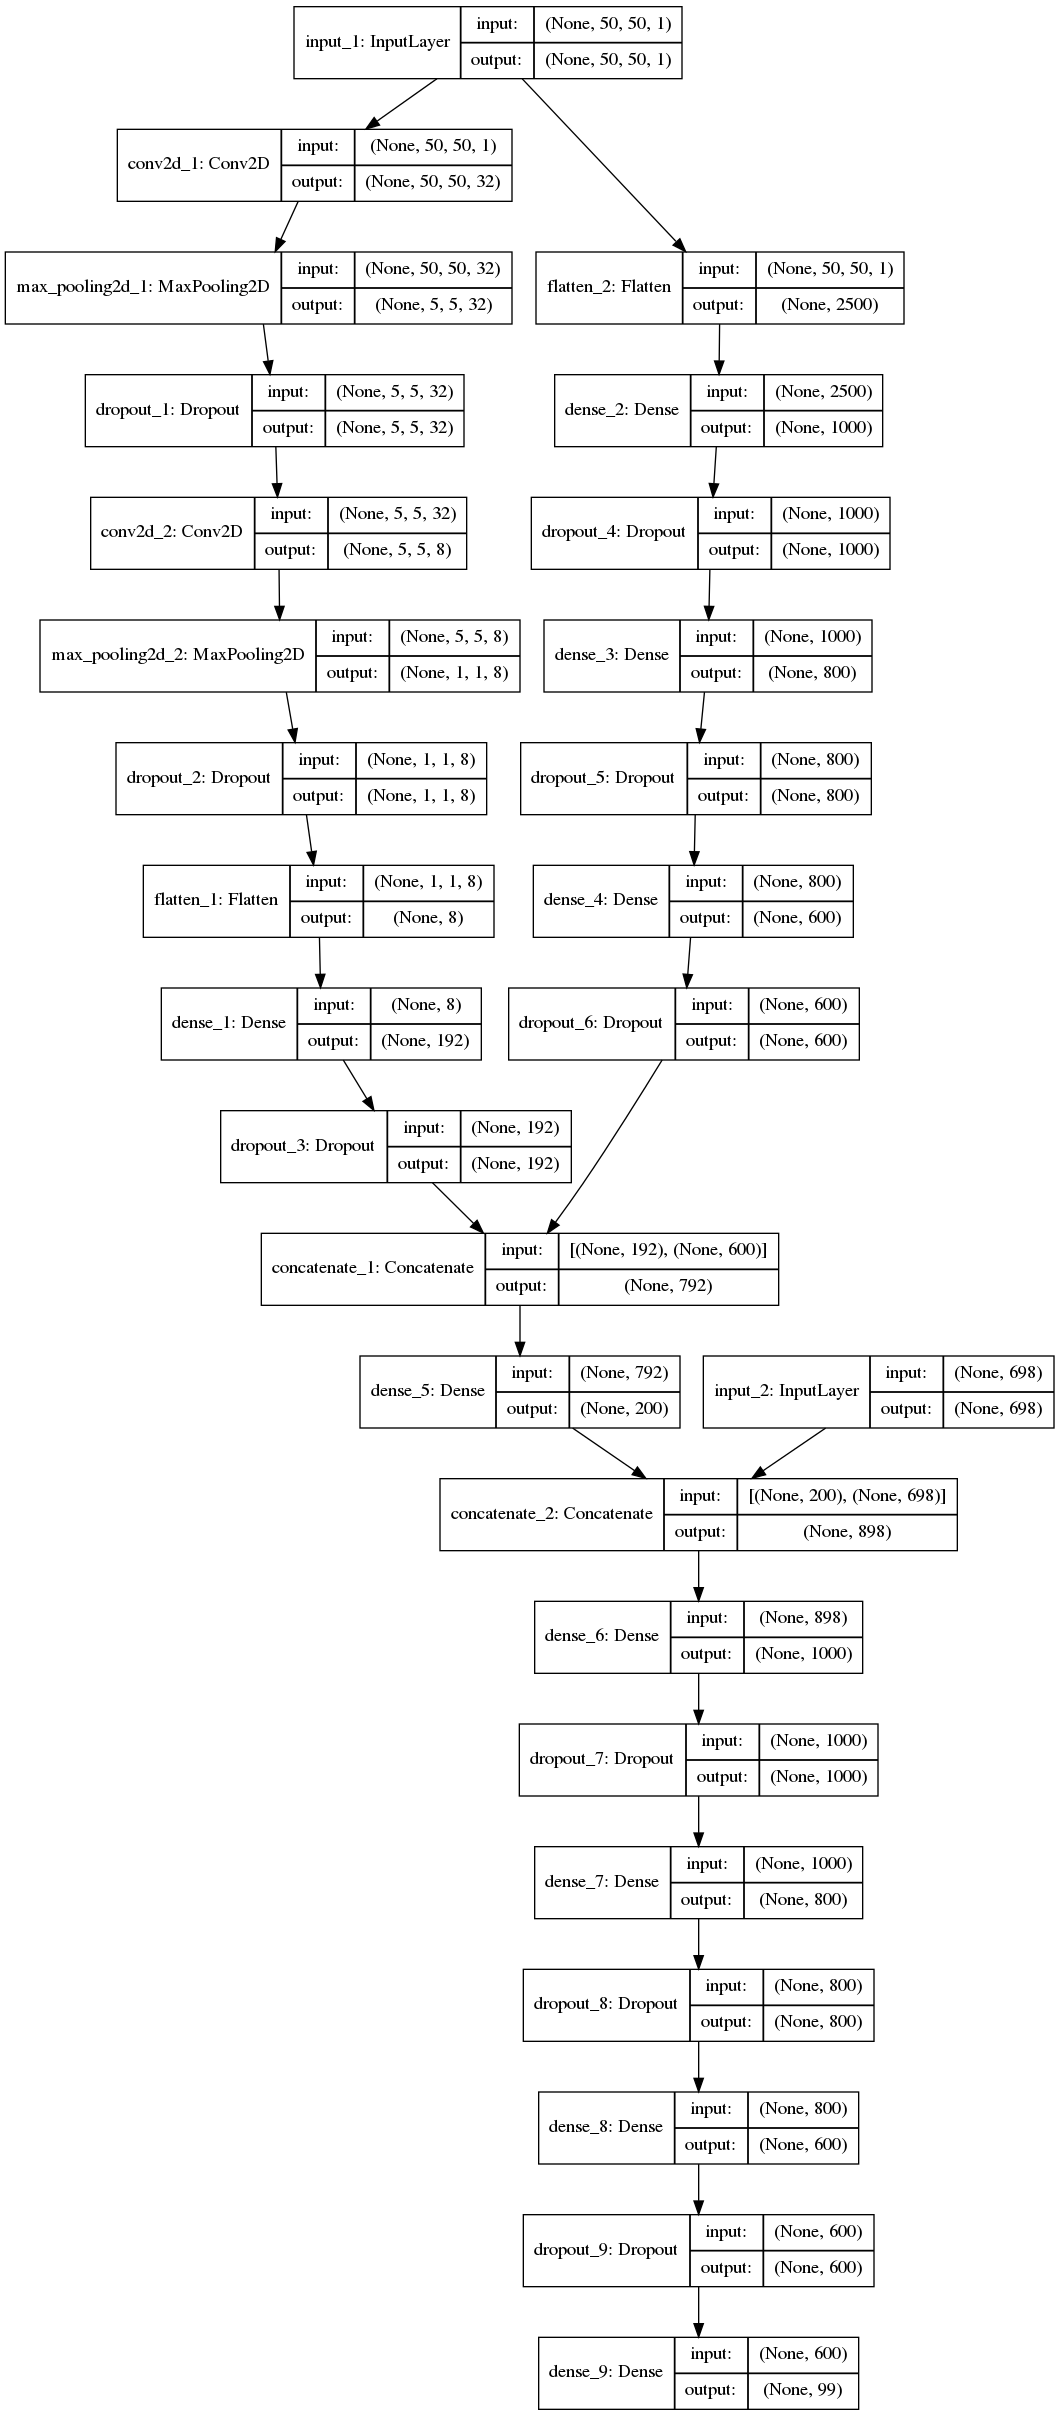 input_1: InputLayer
input: (None, 50, 50, 1)
output: (None, 50, 50, 1)
conv2d_1: Conv2D
input: (None, 50, 50, 1)
output: (None, 50, 50, 32)
max_pooling2d_1: MaxPooling2D
input: (None, 50, 50, 32)
output: (None, 5, 5, 32)
flatten_2: Flatten
input: (None, 50, 50, 1)
output: (None, 2500)
dropout_1: Dropout
input: (None, 5, 5, 32)
output: (None, 5, 5, 32)
dense_2: Dense
input: (None, 2500)
output: (None, 1000)
conv2d_2: Conv2D
input: (None, 5, 5, 32)
output: (None, 5, 5, 8)
dropout_4: Dropout
input: (None, 1000)
output: (None, 1000)
max_pooling2d_2: MaxPooling2D
input: (None, 5, 5, 8)
output: (None, 1, 1, 8)
dense_3: Dense
input: (None, 1000)
output: (None, 800)
dropout_2: Dropout
input: (None, 1, 1, 8)
output: (None, 1, 1, 8)
dropout_5: Dropout
input: (None, 800)
output: (None, 800)
flatten_1: Flatten
input: (None, 1, 1, 8)
output: (None, 8)
dense_4: Dense
input: (None, 800)
output: (None, 600)
dense_1: Dense
input: (None, 8)
output: (None, 192)
dropout_6: Dropout
input: (None, 600)
output: (None, 600)
dropout_3: Dropout
input: (None, 192)
output: (None, 192)
concatenate_1: Concatenate
input: [(None, 192), (None, 600)]
output: (None, 792)
dense_5: Dense
input: (None, 792)
output: (None, 200)
input_2: InputLayer
input: (None, 698)
output: (None, 698)
concatenate_2: Concatenate
input: [(None, 200), (None, 698)]
output: (None, 898)
dense_6: Dense
input: (None, 898)
output: (None, 1000)
dropout_7: Dropout
input: (None, 1000)
output: (None, 1000)
dense_7: Dense
input: (None, 1000)
output: (None, 800)
dropout_8: Dropout
input: (None, 800)
output: (None, 800)
dense_8: Dense
input: (None, 800)
output: (None, 600)
dropout_9: Dropout
input: (None, 600)
output: (None, 600)
dense_9: Dense
input: (None, 600)
output: (None, 99)